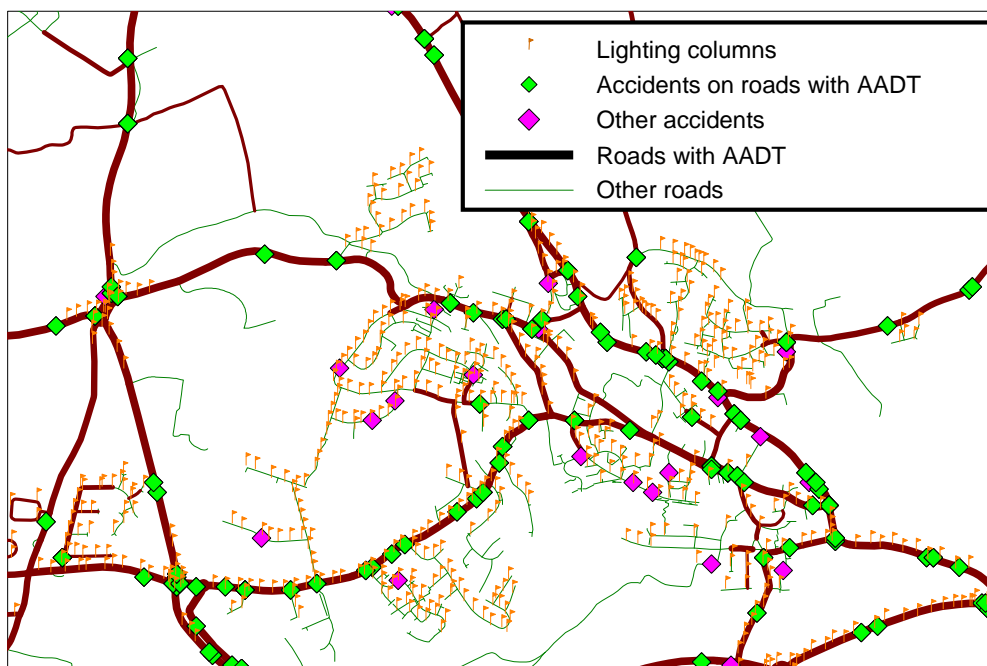 Lighting columns
Accidents on roads with AADT
Other accidents
Roads with AADT
Other roads